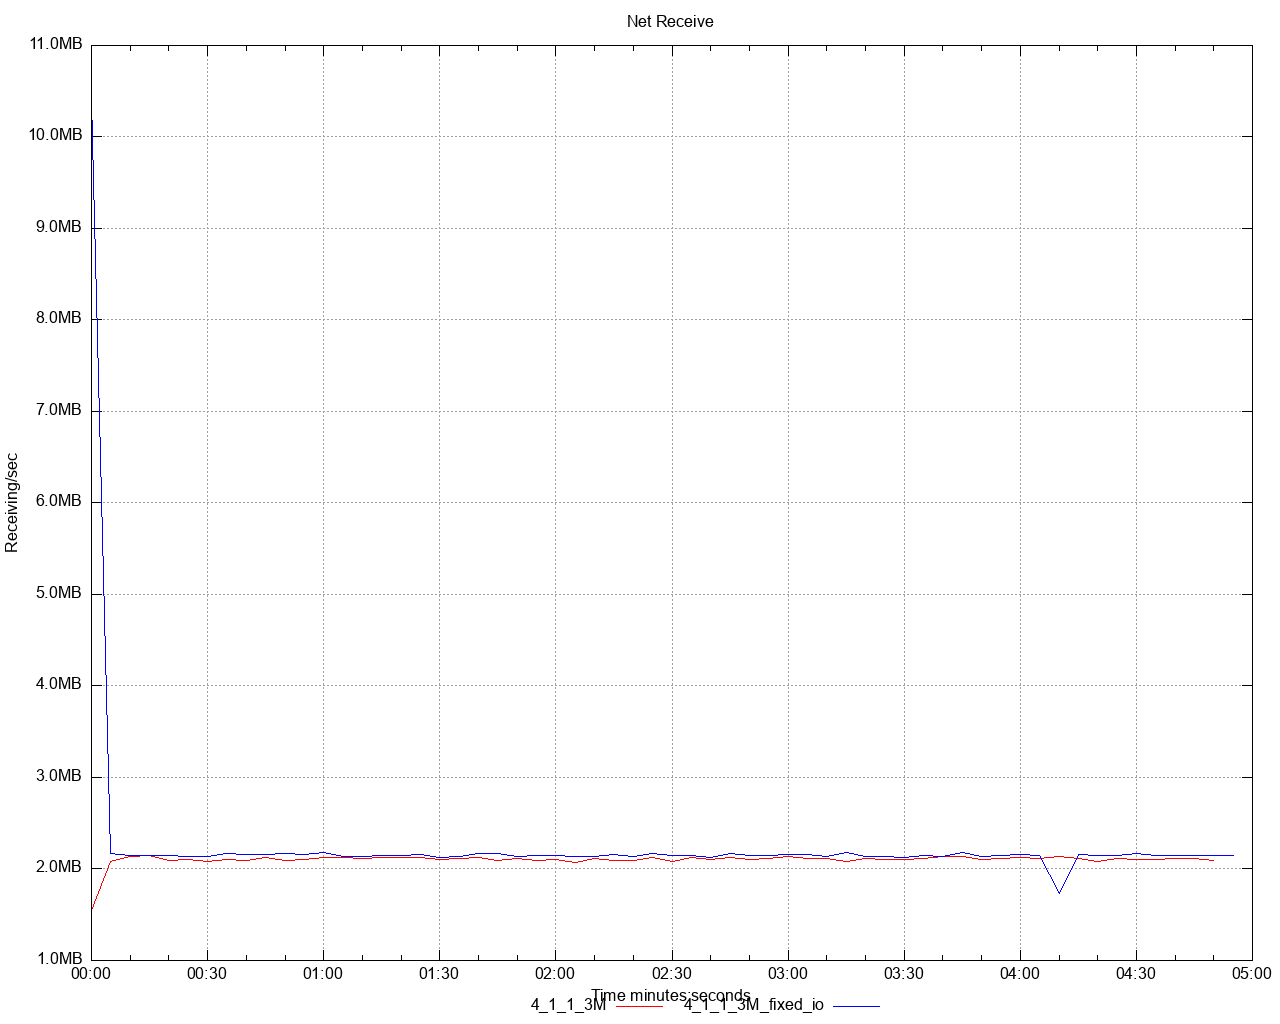 Net Receive
11.0MB
10.0MB
9.0MB
8.0MB
7.0MB
6.0MB
5.0MB
4.0MB
3.0MB
2.0MB
1.0MB
Receiving/sec
00:00 00:30 01:00 01:30 02:00 02:30 03:00 03:30 04:00 04:30 05:00
Time minutes:seconds
4_1_1_3M 4_1_1_3M_fixed_io